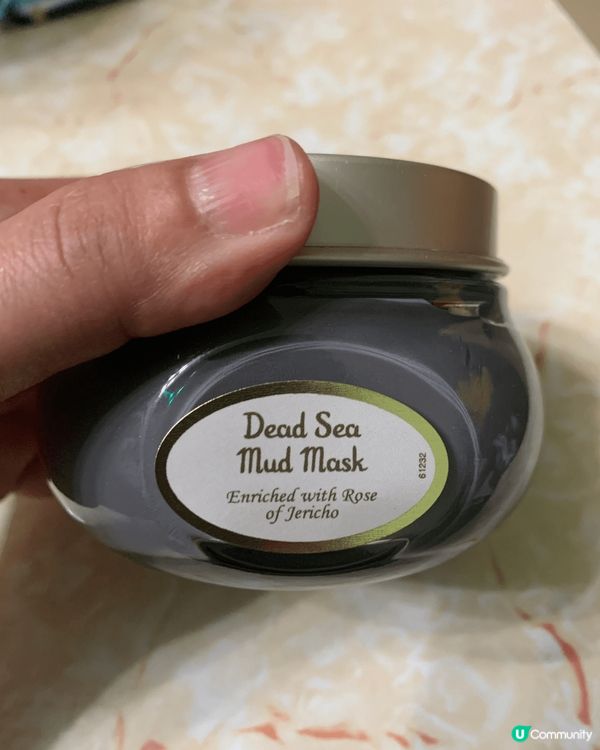 Dead Sea
Mud Mask
Enriched with Rose
of Jericho
61232
U Community